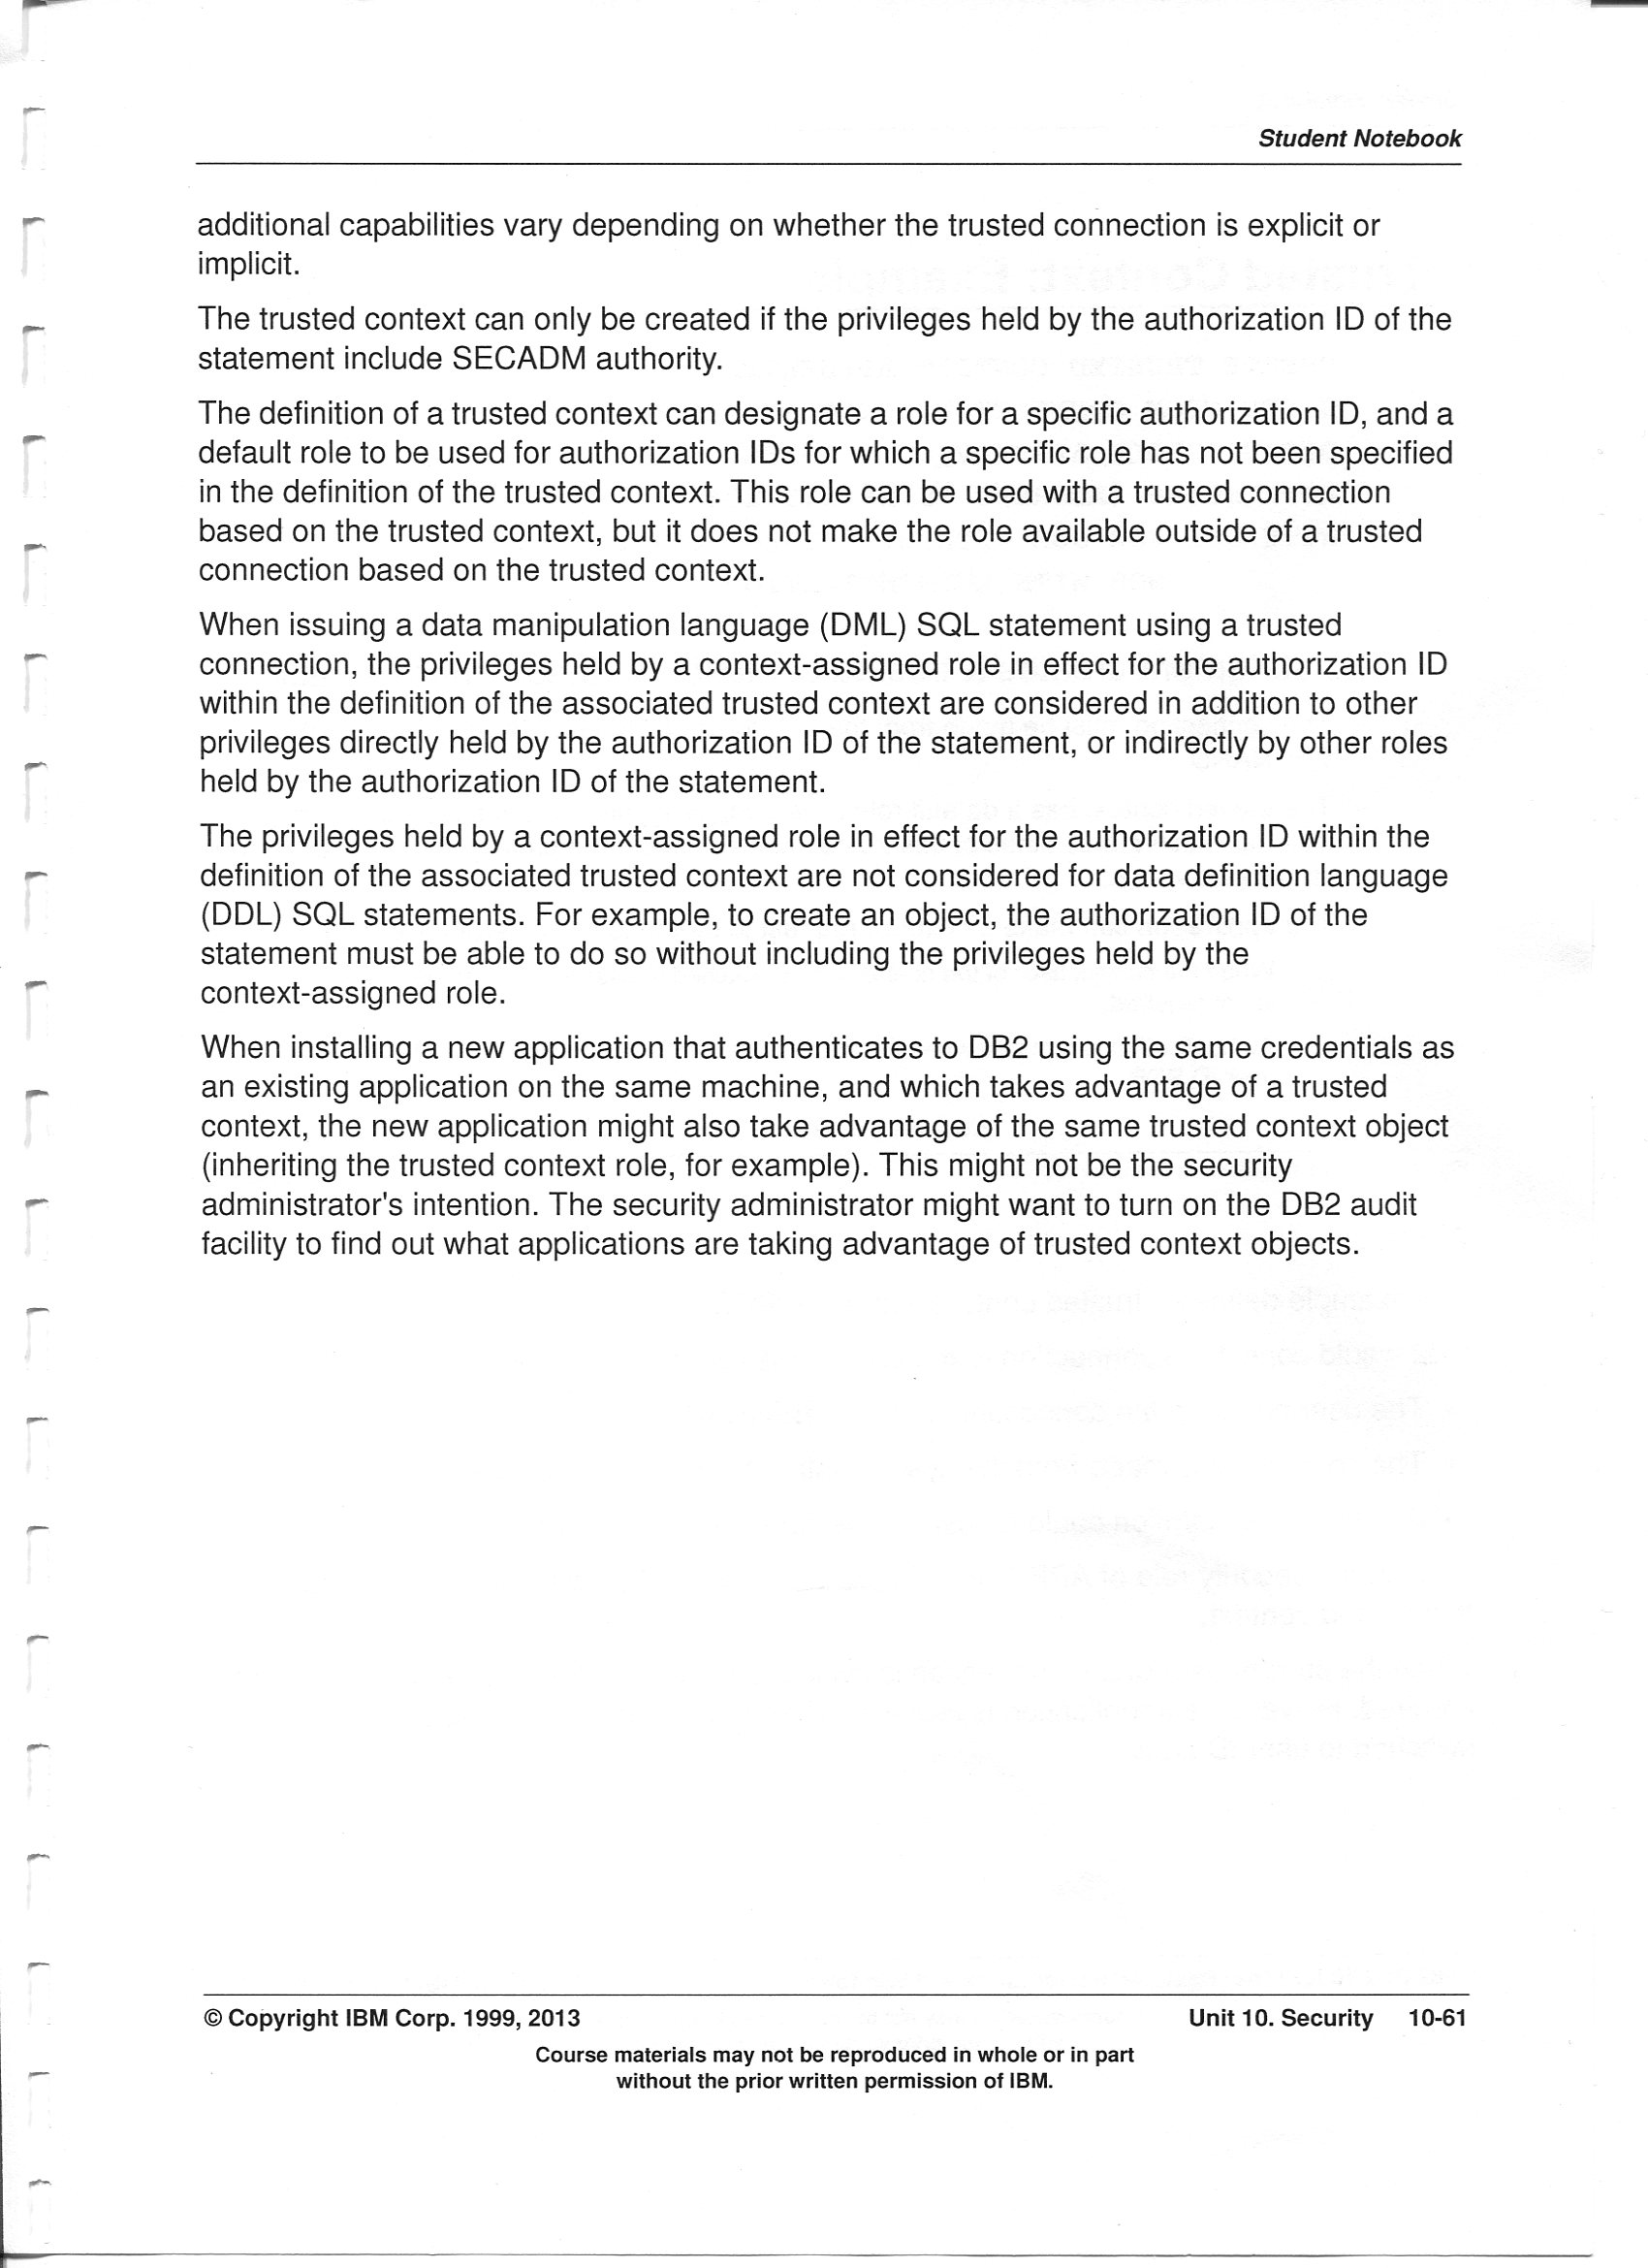 Student Notebook
additional capabilities vary depending on whether the trusted connection is explicit or
implicit.
The trusted context can only be created if the privileges held by the authorization ID of the
statement include SECADM authority.
The definition of a trusted context can designate a role for a specific authorization ID, and a
default role to be used for authorization IDs for which a specific role has not been specified
in the definition of the trusted context. This role can be used with a trusted connection
based on the trusted context, but it does not make the role available outside of a trusted
connection based on the trusted context.
When issuing a data manipulation language (DML) SQL statement using a trusted
connection, the privileges held by a context-assigned role in effect for the authorization ID
within the definition of the associated trusted context are considered in addition to other
privileges directly held by the authorization ID of the statement, or indirectly by other roles
held by the authorization ID of the statement.
The privileges held by a context-assigned role in effect for the authorization ID within the
definition of the associated trusted context are not considered for data definition language
(DDL) SQL statements. For example, to create an object, the authorization ID of the
statement must be able to do so without including the privileges held by the
context-assigned role.
When installing a new application that authenticates to DB2 using the same credentials as
an existing application on the same machine, and which takes advantage of a trusted
context, the new application might also take advantage of the same trusted context object
(inheriting the trusted context role, for example). This might not be the security
administrator's intention. The security administrator might want to turn on the DB2 audit
facility to find out what applications are taking advantage of trusted context objects.
© Copyright IBM Corp. 1999, 2013 Unit 10. Security 10-61
Course materials may not be reproduced in whole or in part
without the prior written permission of IBM.